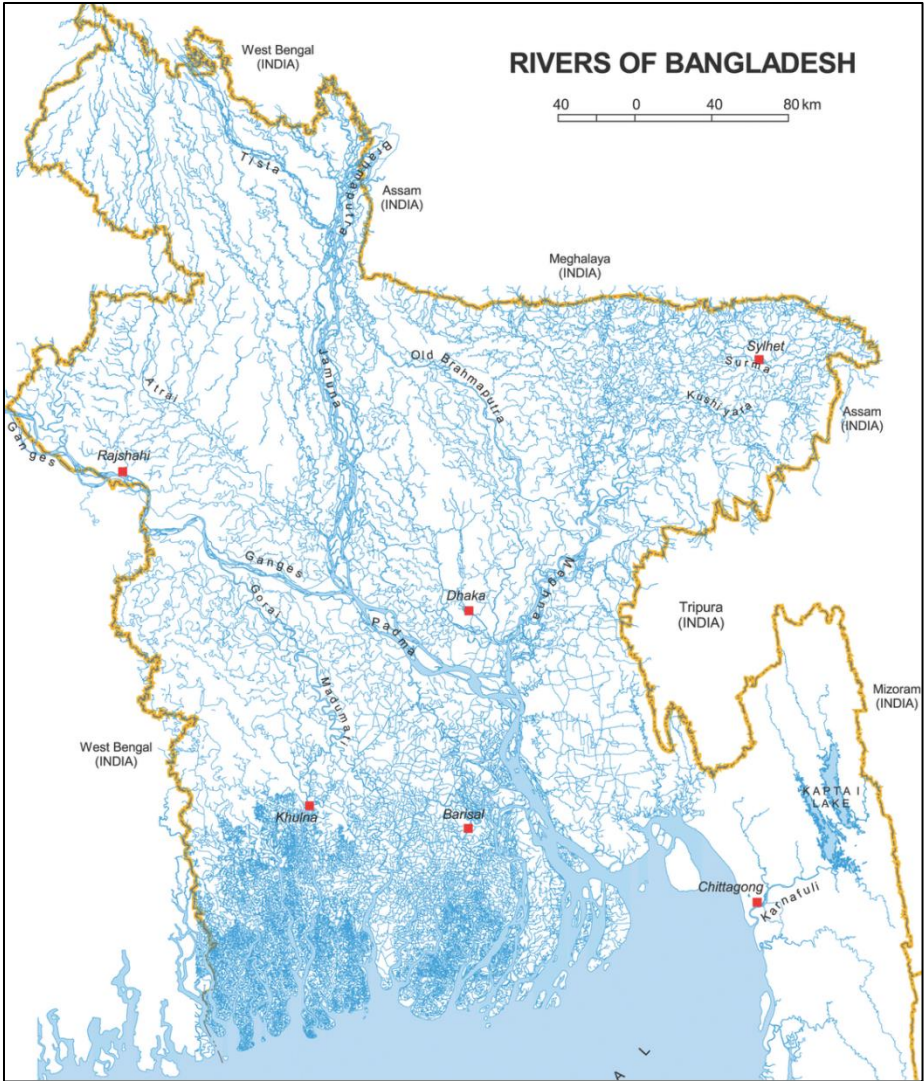 RIVERS OF BANGLADESH
40 0 40 80 km
West Bengal
(INDIA)
Tista
Brahmaputra
Assam
(INDIA)
Meghalaya
(INDIA)
Jamuna
Old Brahmaputra
Sylhet
Surma
Kushiyara
Assam
(INDIA)
Atrai
Ganges
Rajshahi
Ganges
Gorai
Padma
Dhaka
Meghna
Tripura
(INDIA)
Madumati
Mizoram
(INDIA)
West Bengal
(INDIA)
KAPTAI
LAKE
Khulna
Barisal
Chittagong
Karnafuli
A L